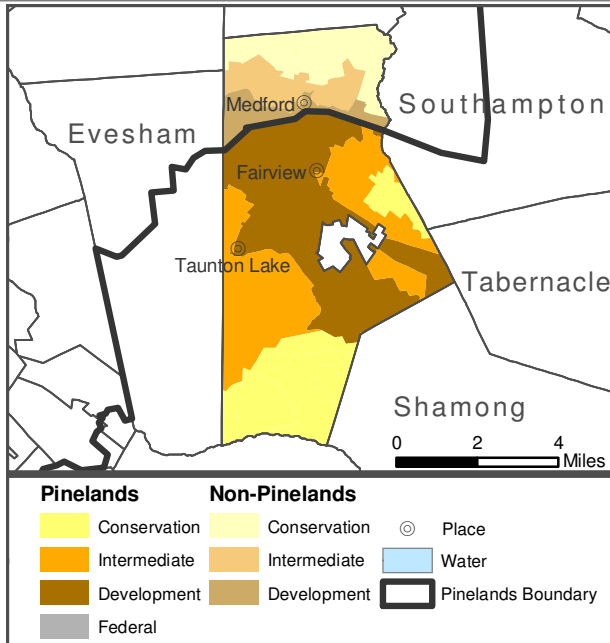 Medford
Southampton
Evesham
Fairview
Taunton Lake
Tabernacle
Shamong
0 2 4
Miles
Pinelands Non-Pinelands
Conservation Conservation Place
Intermediate Intermediate Water
Development Development Pinelands Boundary
Federal